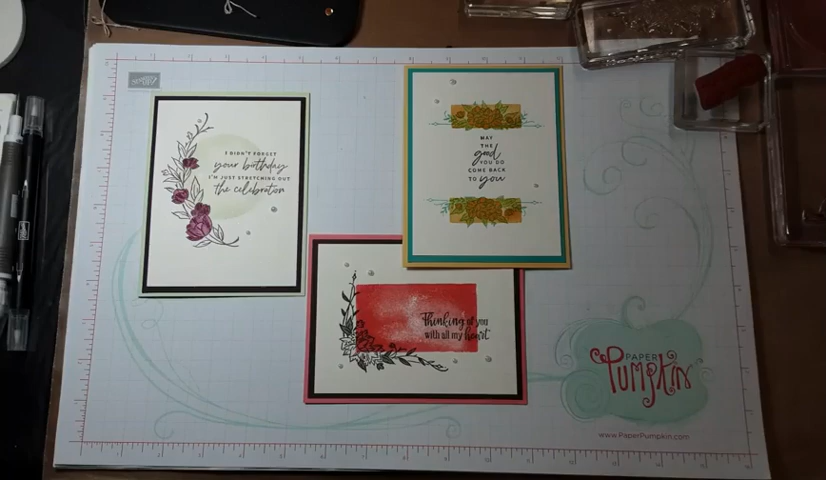 I DIDN'T FORGET
your birthday
I'M JUST STRETCHING OUT
the celebration
MAY
THE
good
YOU DO
COME BACK
TO you
Thinking of you
with all my heart
PAPER
Pumpkin
www.PaperPumpkin.com